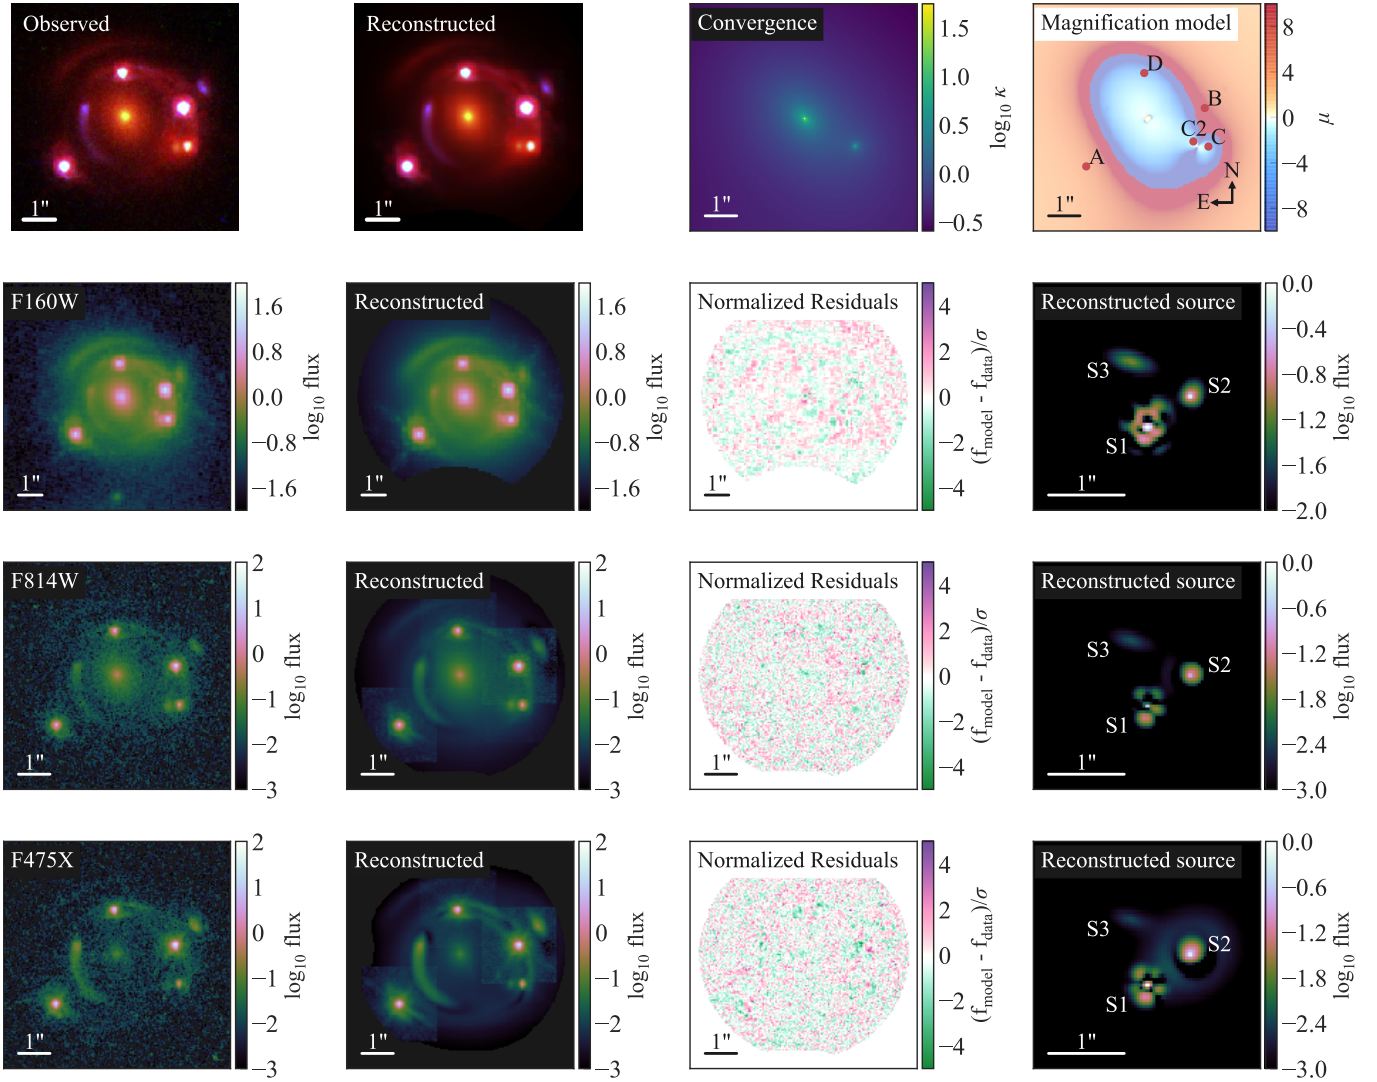 Observed
1"
Reconstructed
1"
Convergence
1"
1.5
1.0
0.5
0.0
−0.5
log10 κ
Magnification model
D
B
C2
C
A
N
E
1"
8
4
0
−4
−8
μ
F160W
1"
1.6
0.8
0.0
−0.8
−1.6
log10 flux
Reconstructed
1"
1.6
0.8
0.0
−0.8
−1.6
log10 flux
Normalized Residuals
1"
4
2
0
−2
−4
(fmodel - fdata)/σ
Reconstructed source
S3
S2
S1
1"
0.0
−0.4
−0.8
−1.2
−1.6
−2.0
log10 flux
F814W
1"
2
1
0
−1
−2
−3
log10 flux
Reconstructed
1"
2
1
0
−1
−2
−3
log10 flux
Normalized Residuals
1"
4
2
0
−2
−4
(fmodel - fdata)/σ
Reconstructed source
S3
S2
S1
1"
0.0
−0.6
−1.2
−1.8
−2.4
−3.0
log10 flux
F475X
1"
2
1
0
−1
−2
−3
log10 flux
Reconstructed
1"
2
1
0
−1
−2
−3
log10 flux
Normalized Residuals
1"
4
2
0
−2
−4
(fmodel - fdata)/σ
Reconstructed source
S3
S2
S1
1"
0.0
−0.6
−1.2
−1.8
−2.4
−3.0
log10 flux